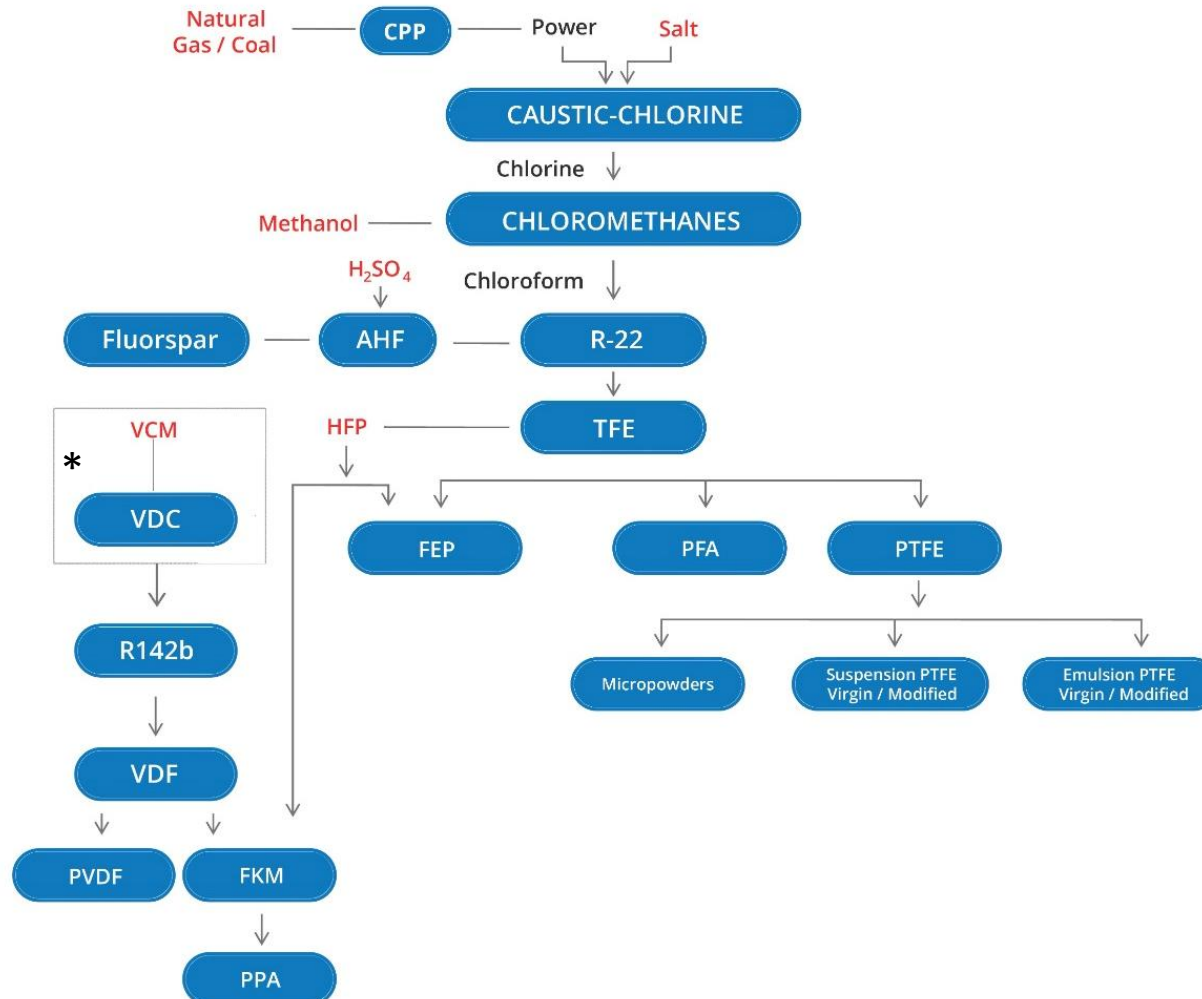 Natural
Gas / Coal
CPP
Power
Salt
CAUSTIC-CHLORINE
Chlorine
Methanol
CHLOROMETHANES
H₂SO₄
Chloroform
Fluorspar
AHF
R-22
VCM
HFP
TFE
*
VDC
FEP
PFA
PTFE
R142b
Micropowders
Suspension PTFE
Virgin / Modified
Emulsion PTFE
Virgin / Modified
VDF
PVDF
FKM
PPA